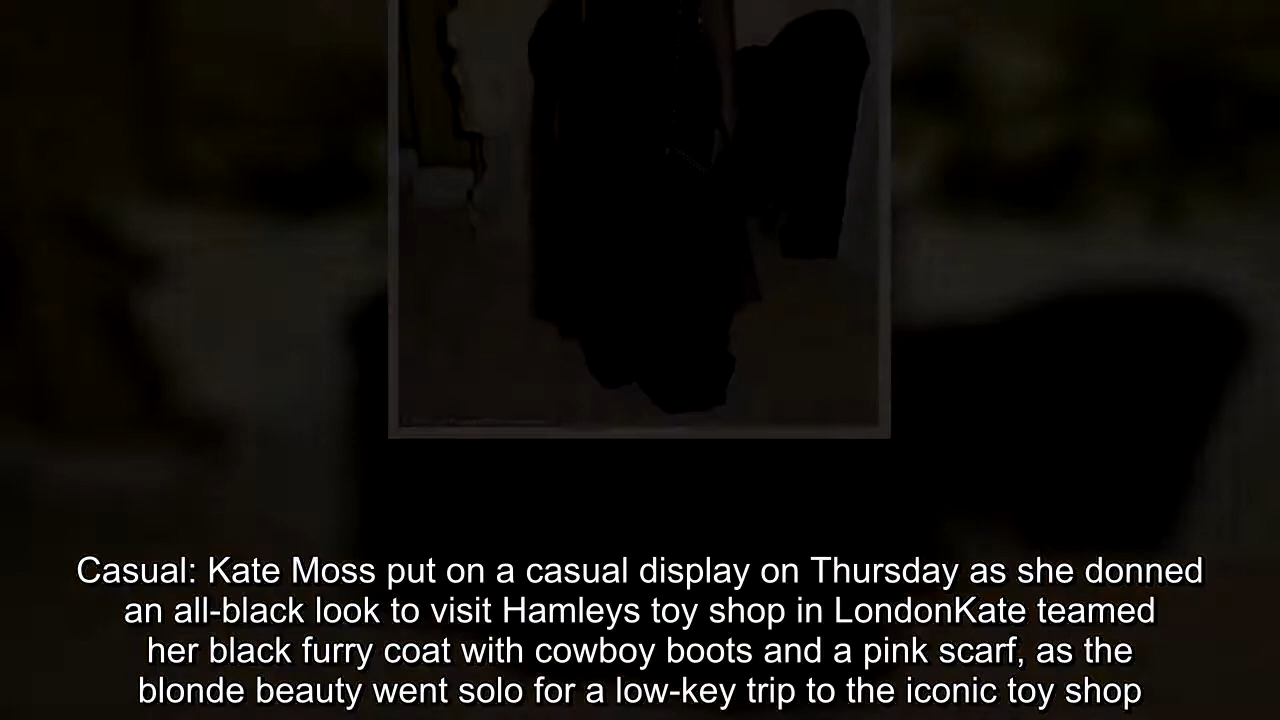 Casual: Kate Moss put on a casual display on Thursday as she donned
an all-black look to visit Hamleys toy shop in LondonKate teamed
her black furry coat with cowboy boots and a pink scarf, as the
blonde beauty went solo for a low-key trip to the iconic toy shop